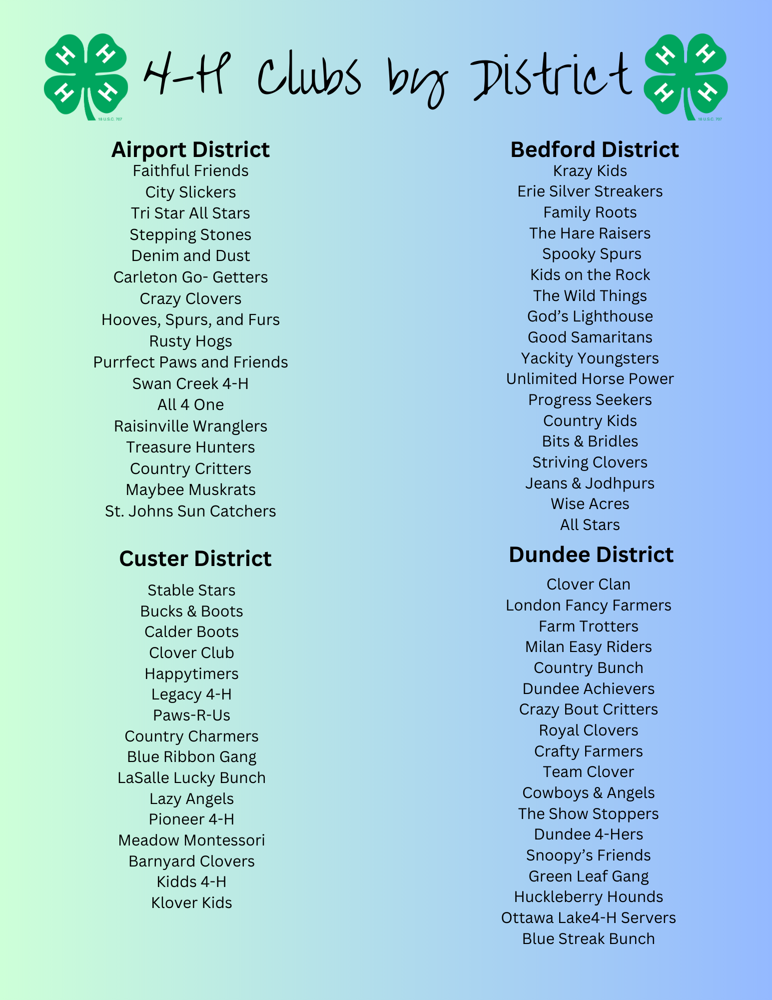 4-H Clubs by District
H H
H H
18 U.S.C. 707
H H
H H
18 U.S.C. 707
Airport District
Faithful Friends
City Slickers
Tri Star All Stars
Stepping Stones
Denim and Dust
Carleton Go- Getters
Crazy Clovers
Hooves, Spurs, and Furs
Rusty Hogs
Purrfect Paws and Friends
Swan Creek 4-H
All 4 One
Raisinville Wranglers
Treasure Hunters
Country Critters
Maybee Muskrats
St. Johns Sun Catchers
Bedford District
Krazy Kids
Erie Silver Streakers
Family Roots
The Hare Raisers
Spooky Spurs
Kids on the Rock
The Wild Things
God’s Lighthouse
Good Samaritans
Yackity Youngsters
Unlimited Horse Power
Progress Seekers
Country Kids
Bits & Bridles
Striving Clovers
Jeans & Jodhpurs
Wise Acres
All Stars
Custer District
Stable Stars
Bucks & Boots
Calder Boots
Clover Club
Happytimers
Legacy 4-H
Paws-R-Us
Country Charmers
Blue Ribbon Gang
LaSalle Lucky Bunch
Lazy Angels
Pioneer 4-H
Meadow Montessori
Barnyard Clovers
Kidds 4-H
Klover Kids
Dundee District
Clover Clan
London Fancy Farmers
Farm Trotters
Milan Easy Riders
Country Bunch
Dundee Achievers
Crazy Bout Critters
Royal Clovers
Crafty Farmers
Team Clover
Cowboys & Angels
The Show Stoppers
Dundee 4-Hers
Snoopy’s Friends
Green Leaf Gang
Huckleberry Hounds
Ottawa Lake4-H Servers
Blue Streak Bunch